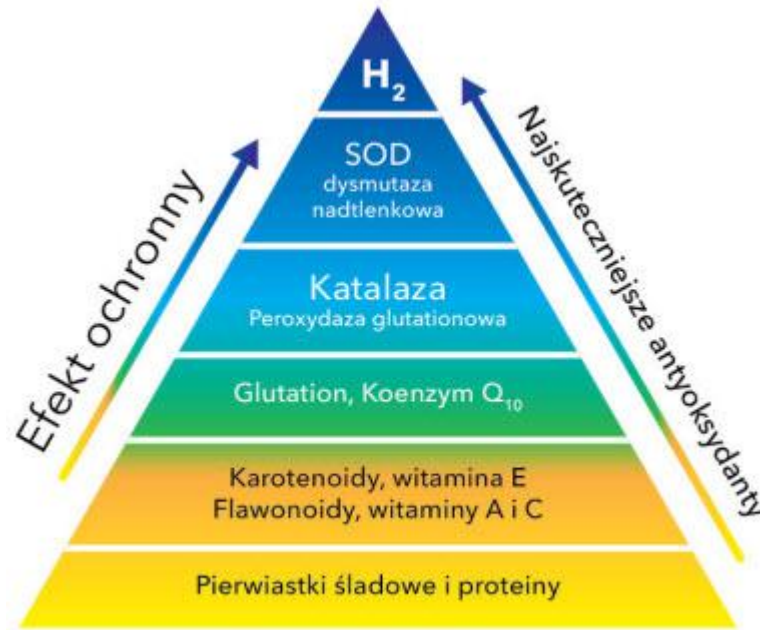 H₂
SOD
dysmutaza
nadtlenkowa
Katalaza
Peroxydaza glutationowa
Glutation, Koenzym Q₁₀
Karotenoidy, witamina E
Flawonoidy, witaminy A i C
Pierwiastki śladowe i proteiny
Efekt ochronny
Najskuteczniejsze antyoksydanty